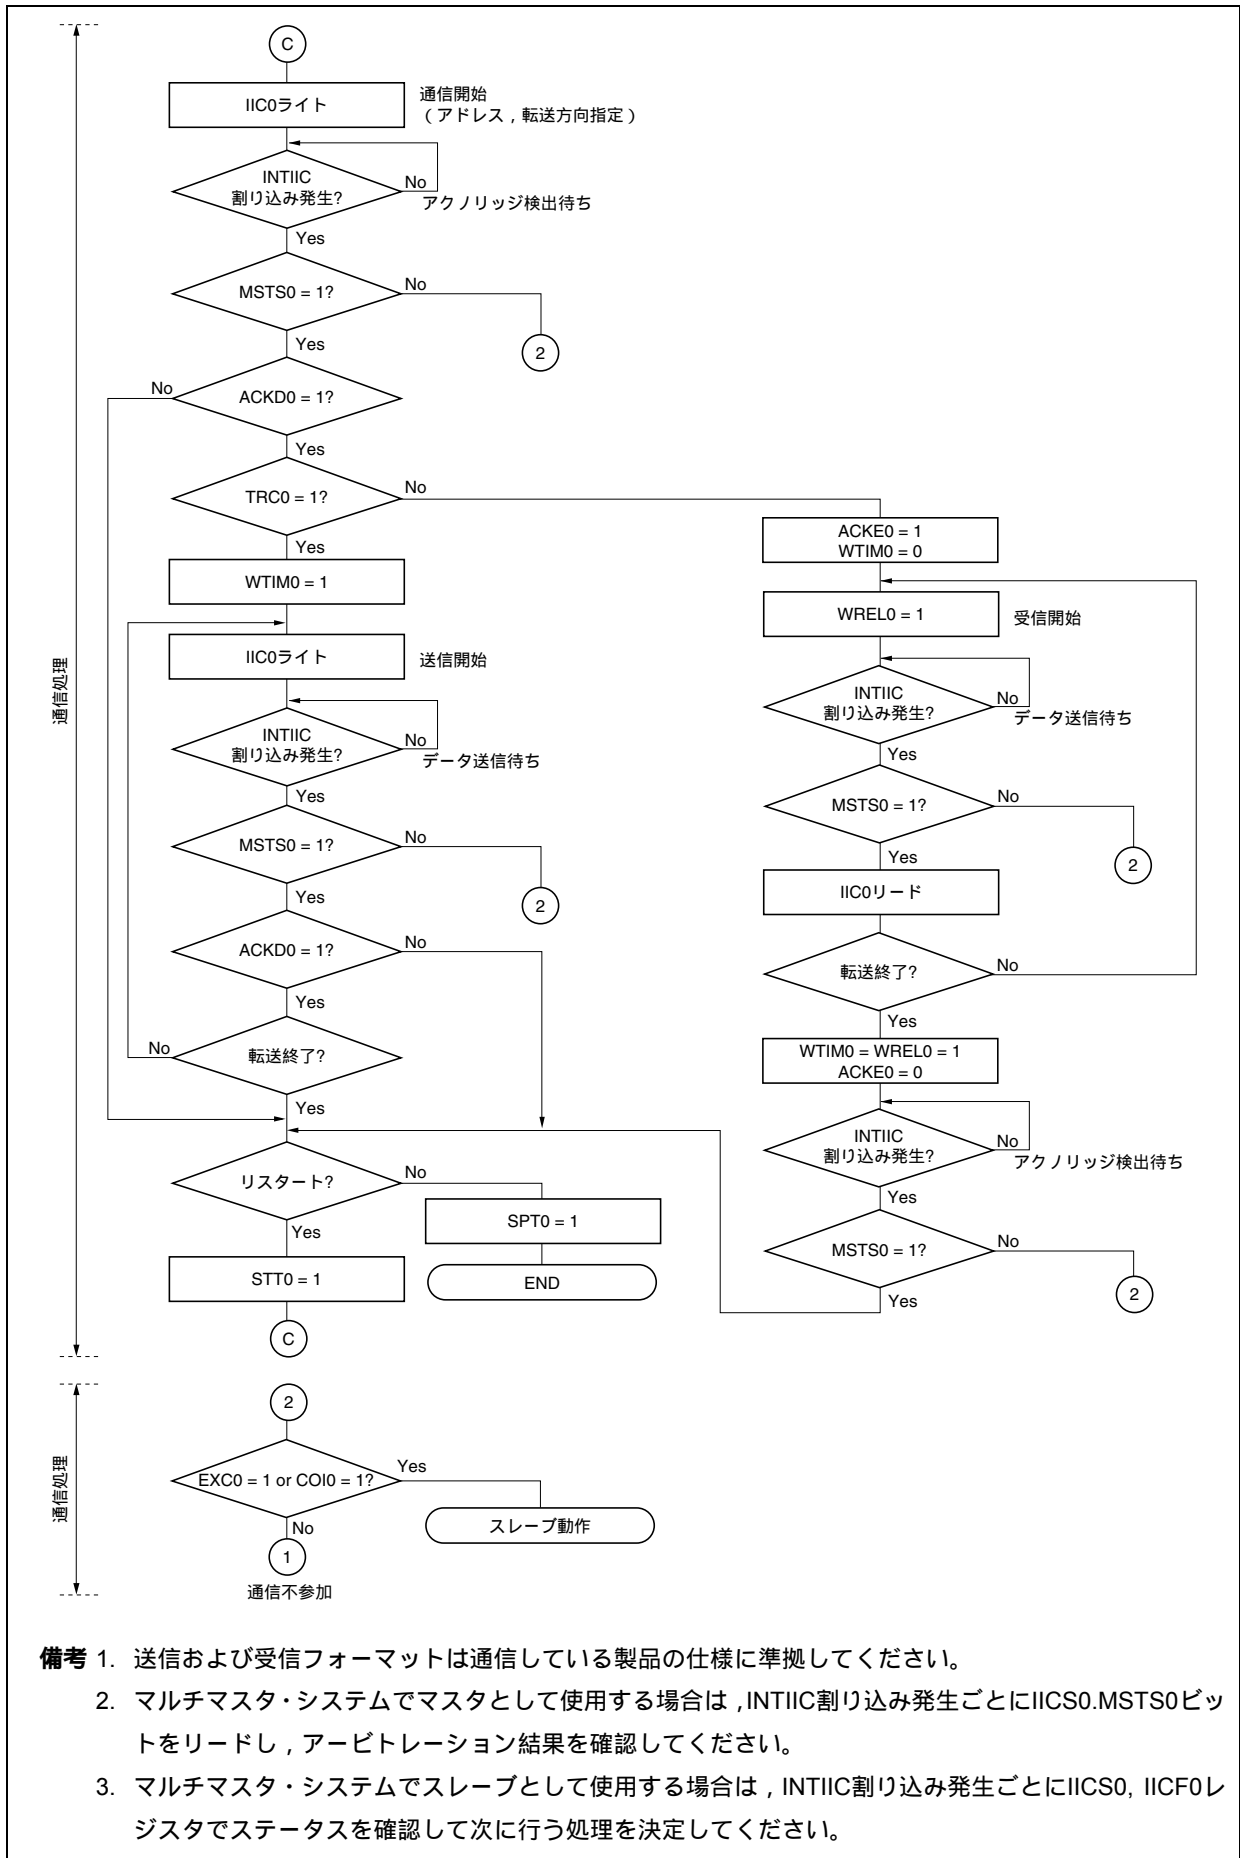 C
IIC0ライト
通信開始
（アドレス，転送方向指定）
INTIIC
割り込み発生?
No
アクノリッジ検出待ち
Yes
MSTS0 = 1?
No
2
Yes
ACKD0 = 1?
No
Yes
TRC0 = 1?
No
Yes
WTIM0 = 1
IIC0ライト
送信開始
INTIIC
割り込み発生?
No
データ送信待ち
Yes
MSTS0 = 1?
No
2
Yes
ACKD0 = 1?
No
Yes
転送終了?
No
Yes
リスタート?
No
Yes
SPT0 = 1
END
STT0 = 1
C
ACKE0 = 1
WTIM0 = 0
WREL0 = 1
受信開始
INTIIC
割り込み発生?
No
データ送信待ち
Yes
MSTS0 = 1?
No
2
Yes
IIC0リード
転送終了?
No
Yes
WTIM0 = WREL0 = 1
ACKE0 = 0
INTIIC
割り込み発生?
No
アクノリッジ検出待ち
Yes
MSTS0 = 1?
No
2
Yes
通信処理
2
EXC0 = 1 or COI0 = 1?
Yes
スレーブ動作
No
1
通信不参加
通信処理
備考 1. 送信および受信フォーマットは通信している製品の仕様に準拠してください。
2. マルチマスタ・システムでマスタとして使用する場合は，INTIIC割り込み発生ごとにIICS0.MSTS0ビッ
トをリードし，アービトレーション結果を確認してください。
3. マルチマスタ・システムでスレーブとして使用する場合は，INTIIC割り込み発生ごとにIICS0, IICF0レ
ジスタでステータスを確認して次に行う処理を決定してください。